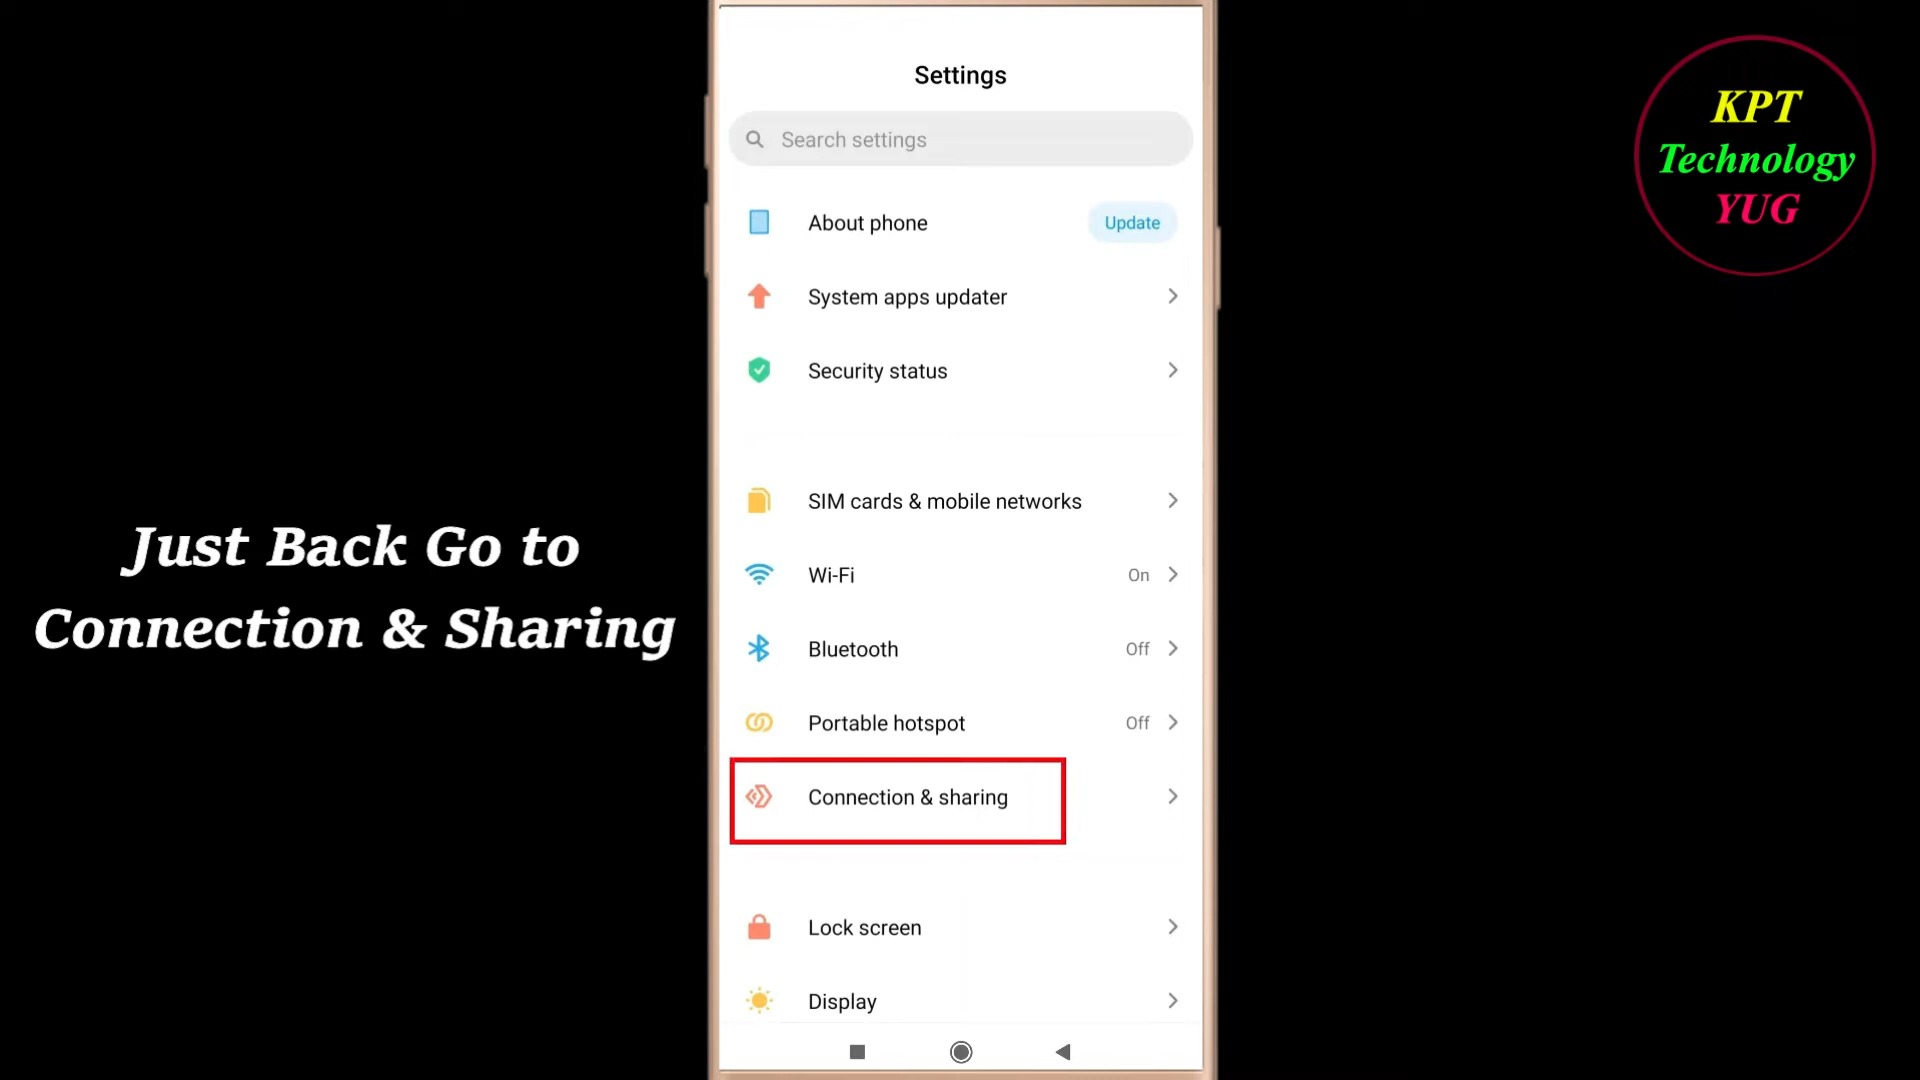 Just Back Go to
Connection & Sharing
Settings
Search settings
About phone
Update
System apps updater
Security status
SIM cards & mobile networks
Wi-Fi
On
Bluetooth
Off
Portable hotspot
Off
Connection & sharing
Lock screen
Display
KPT
Technology
YUG